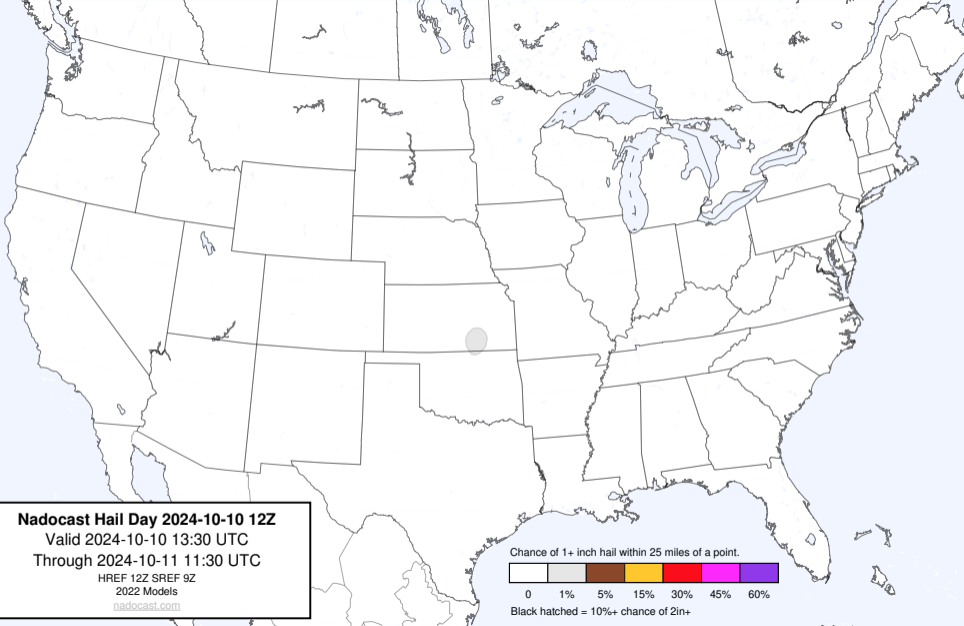 Nadocast Hail Day 2024-10-10 12Z
Valid 2024-10-10 13:30 UTC
Through 2024-10-11 11:30 UTC
HREF 12Z SREF 9Z
2022 Models
nadocast.com
Chance of 1+ inch hail within 25 miles of a point.
0 1% 5% 15% 30% 45% 60%
Black hatched = 10%+ chance of 2in+